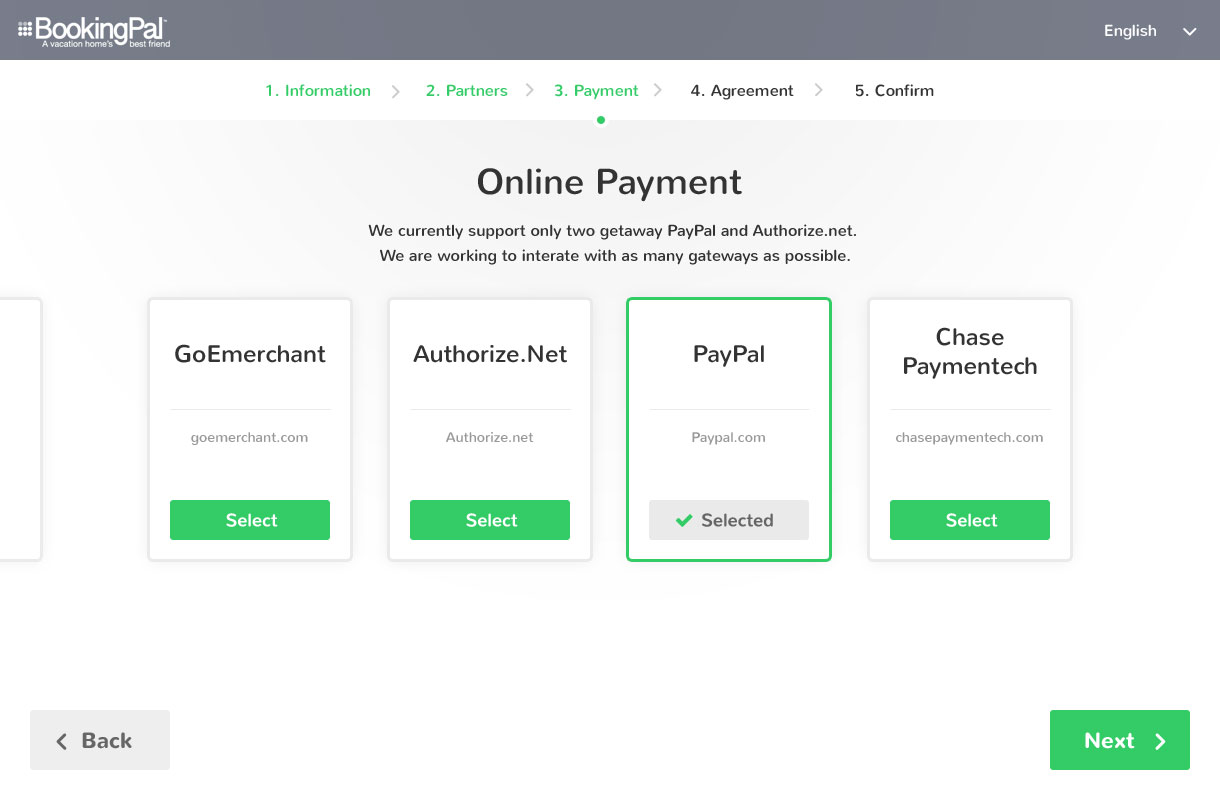 BookingPal
A vacation home's best friend
English
1. Information
2. Partners
3. Payment
4. Agreement
5. Confirm
Online Payment
We currently support only two getaway PayPal and Authorize.net.
We are working to interate with as many gateways as possible.
GoEmerchant
goemerchant.com
Select
Authorize.Net
Authorize.net
Select
PayPal
Paypal.com
Selected
Chase
Paymentech
chasepaymentech.com
Select
Back
Next